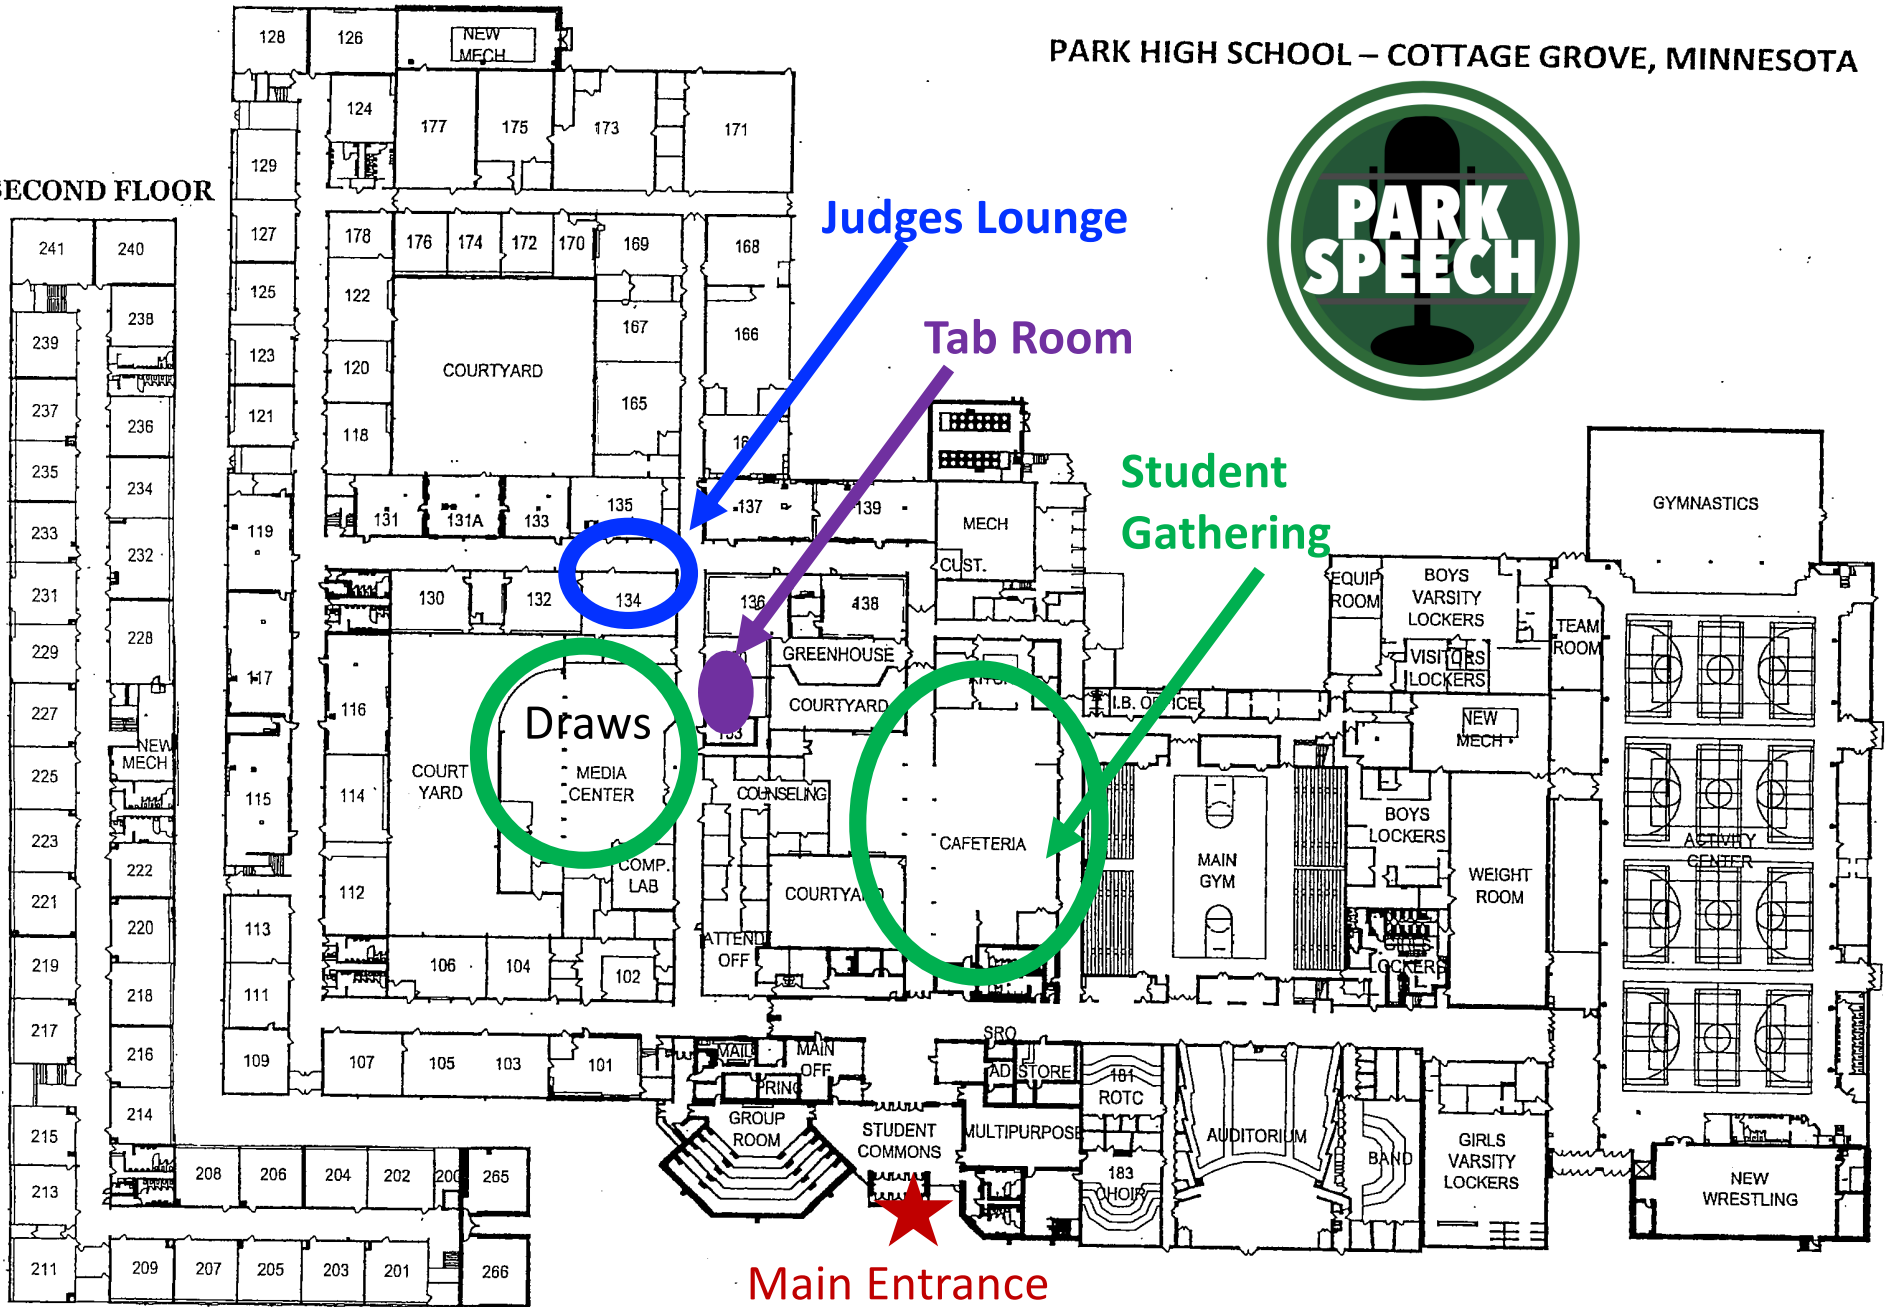 PARK HIGH SCHOOL – COTTAGE GROVE, MINNESOTA
PARK
SPEECH
SECOND FLOOR
Judges Lounge
Tab Room
Student
Gathering
Draws
Main Entrance
128
126
NEW
MECH
124
177
175
173
171
129
127
178
176
174
172
170
169
168
125
122
167
166
123
120
COURTYARD
165
121
118
119
131
131A
133
135
137
139
MECH
CUST.
130
132
134
136
138
GREENHOUSE
COURTYARD
117
116
115
114
COURT
YARD
MEDIA
CENTER
COUNSELING
CAFETERIA
COMP.
LAB
COURTYARD
112
113
111
106
104
102
ATTEND
OFF
109
107
105
103
101
MAIL
MAIN
OFF
PRINC
GROUP
ROOM
STUDENT
COMMONS
MULTIPURPOSE
SRO
AD
STORE
181
ROTC
183
CHOIR
AUDITORIUM
BAND
GIRLS
VARSITY
LOCKERS
NEW
WRESTLING
GYMNASTICS
EQUIP
ROOM
BOYS
VARSITY
LOCKERS
VISITORS
LOCKERS
TEAM
ROOM
I.B. OFFICE
NEW
MECH
BOYS
LOCKERS
MAIN
GYM
WEIGHT
ROOM
LOCKERS
ACTIVITY
CENTER
241
240
239
238
237
236
235
234
233
232
231
229
228
227
NEW
MECH
225
223
222
221
220
219
218
217
216
215
214
213
211
208
206
204
202
200
265
209
207
205
203
201
266